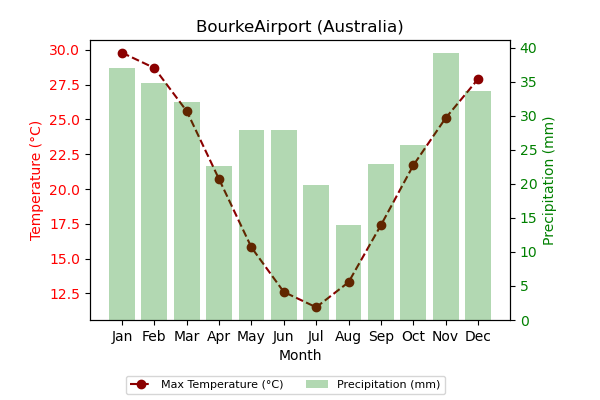 BourkeAirport (Australia)
30.0
27.5
25.0
22.5
20.0
17.5
15.0
12.5
Temperature (°C)
40
35
30
25
20
15
10
5
0
Precipitation (mm)
Jan Feb Mar Apr May Jun Jul Aug Sep Oct Nov Dec
Month
Max Temperature (°C) Precipitation (mm)